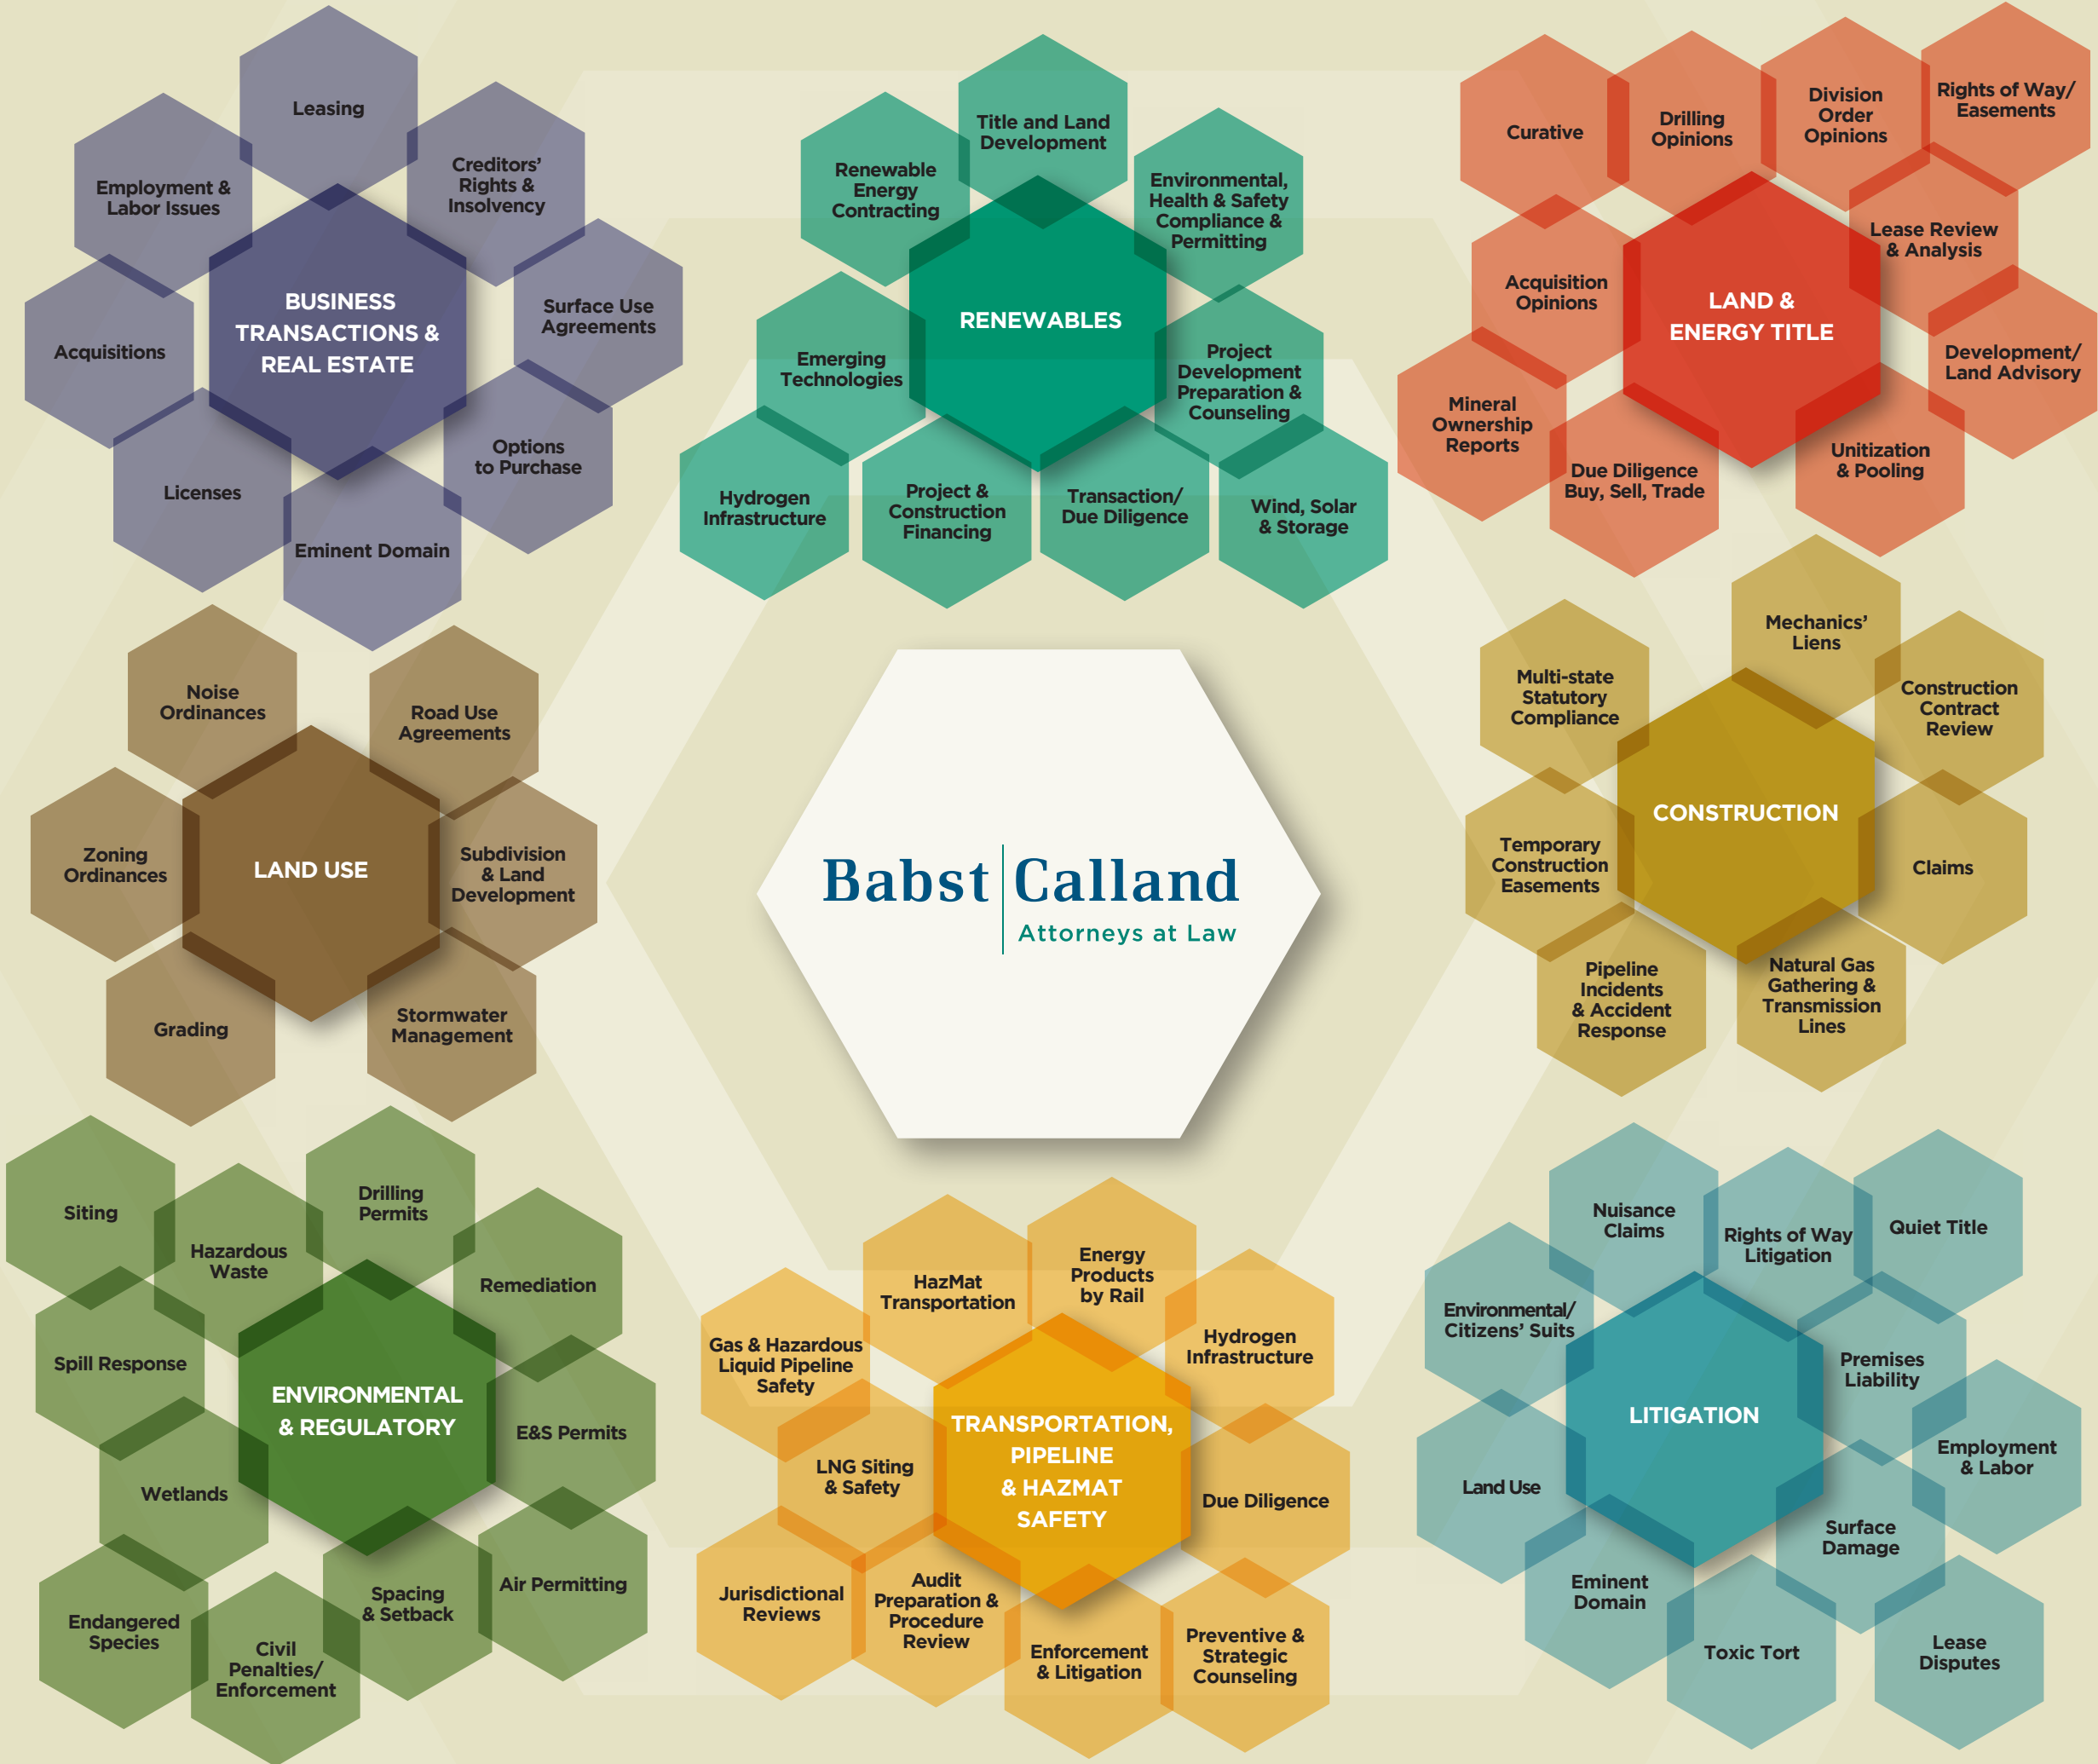 Leasing
Employment &
Labor Issues
Creditors’
Rights &
Insolvency
BUSINESS
TRANSACTIONS &
REAL ESTATE
Surface Use
Agreements
Acquisitions
Options
to Purchase
Licenses
Eminent Domain
Title and Land
Development
Renewable
Energy
Contracting
Environmental,
Health & Safety
Compliance &
Permitting
RENEWABLES
Emerging
Technologies
Project
Development
Preparation &
Counseling
Hydrogen
Infrastructure
Project &
Construction
Financing
Transaction/
Due Diligence
Wind, Solar
& Storage
Curative
Drilling
Opinions
Division
Order
Opinions
Rights of Way/
Easements
Lease Review
& Analysis
Acquisition
Opinions
LAND &
ENERGY TITLE
Development/
Land Advisory
Mineral
Ownership
Reports
Due Diligence
Buy, Sell, Trade
Unitization
& Pooling
Noise
Ordinances
Road Use
Agreements
Zoning
Ordinances
LAND USE
Subdivision
& Land
Development
Grading
Stormwater
Management
Babst Calland
Attorneys at Law
Mechanics’
Liens
Multi-state
Statutory
Compliance
Construction
Contract
Review
CONSTRUCTION
Temporary
Construction
Easements
Claims
Pipeline
Incidents
& Accident
Response
Natural Gas
Gathering &
Transmission
Lines
Siting
Hazardous
Waste
Drilling
Permits
Remediation
Spill Response
ENVIRONMENTAL
& REGULATORY
E&S Permits
Wetlands
Air Permitting
Spacing
& Setback
Endangered
Species
Civil
Penalties/
Enforcement
HazMat
Transportation
Energy
Products
by Rail
Gas & Hazardous
Liquid Pipeline
Safety
Hydrogen
Infrastructure
TRANSPORTATION,
PIPELINE
& HAZMAT
SAFETY
LNG Siting
& Safety
Due Diligence
Jurisdictional
Reviews
Audit
Preparation &
Procedure
Review
Enforcement
& Litigation
Preventive &
Strategic
Counseling
Nuisance
Claims
Rights of Way
Litigation
Quiet Title
Environmental/
Citizens’ Suits
Premises
Liability
LITIGATION
Employment
& Labor
Land Use
Surface
Damage
Eminent
Domain
Toxic Tort
Lease
Disputes